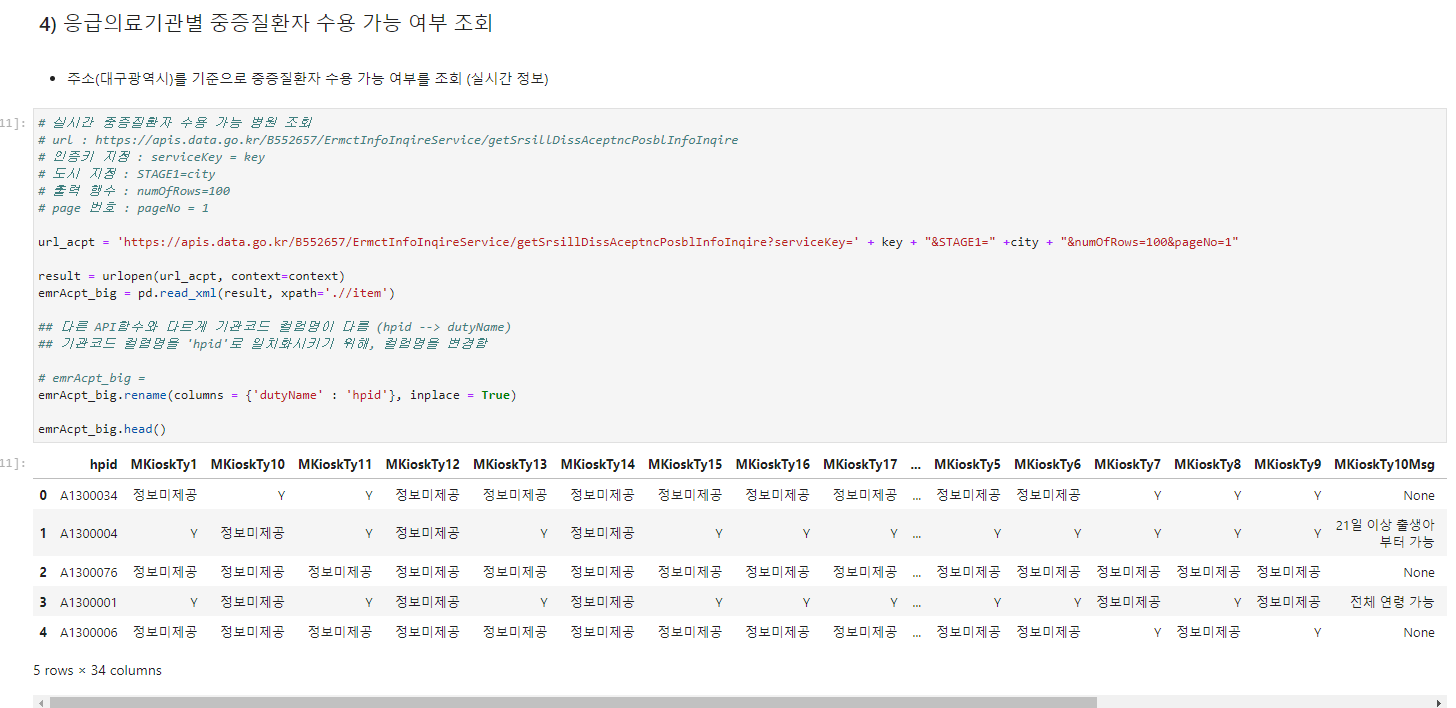 4) 응급의료기관별 중증질환자 수용 가능 여부 조회
• 주소(대구광역시)를 기준으로 중증질환자 수용 가능 여부를 조회 (실시간 정보)
11]:
# 실시간 중증질환자 수용 가능 병원 조회
# url : https://apis.data.go.kr/B552657/ErmctInfoInqireService/getSrsillDissAceptncPosblInfoInqire
# 인증키 지정 : serviceKey = key
# 도시 지정 : STAGE1=city
# 출력 행수 : numOfRows=100
# page 번호 : pageNo = 1
url_acpt = 'https://apis.data.go.kr/B552657/ErmctInfoInqireService/getSrsillDissAceptncPosblInfoInqire?serviceKey=' + key + "&STAGE1=" +city + "&numOfRows=100&pageNo=1"
result = urlopen(url_acpt, context=context)
emrAcpt_big = pd.read_xml(result, xpath='.//item')
## 다른 API함수와 다르게 기관코드 컬럼명이 다름 (hpid --> dutyName)
## 기관코드 컬렴명을 'hpid'로 일치화시키기 위해, 컬럼명을 변경함
# emrAcpt_big =
emrAcpt_big.rename(columns = {'dutyName' : 'hpid'}, inplace = True)
emrAcpt_big.head()
11]:
hpid MKioskTy1 MKioskTy10 MKioskTy11 MKioskTy12 MKioskTy13 MKioskTy14 MKioskTy15 MKioskTy16 MKioskTy17 ... MKioskTy5 MKioskTy6 MKioskTy7 MKioskTy8 MKioskTy9 MKioskTy10Msg
0 A1300034 정보미제공 Y Y 정보미제공 정보미제공 정보미제공 정보미제공 정보미제공 정보미제공 ... 정보미제공 정보미제공 Y Y Y None
1 A1300004 Y 정보미제공 Y 정보미제공 Y 정보미제공 Y Y Y ... Y Y Y Y Y 21일 이상 출생아
부터 가능
2 A1300076 정보미제공 정보미제공 정보미제공 정보미제공 정보미제공 정보미제공 정보미제공 정보미제공 정보미제공 ... 정보미제공 정보미제공 정보미제공 정보미제공 정보미제공 None
3 A1300001 Y 정보미제공 Y 정보미제공 Y 정보미제공 Y Y Y ... Y Y 정보미제공 Y 정보미제공 전체 연령 가능
4 A1300006 정보미제공 정보미제공 정보미제공 정보미제공 정보미제공 정보미제공 정보미제공 정보미제공 정보미제공 ... 정보미제공 정보미제공 Y 정보미제공 Y None
5 rows × 34 columns